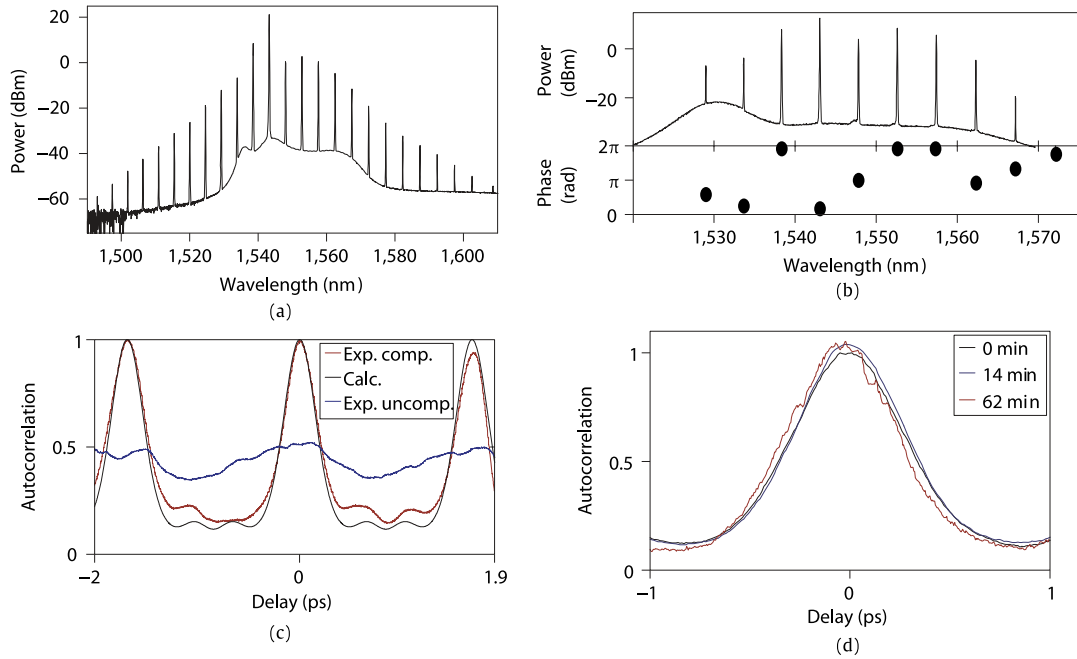 20
0
−20
−40
−60
Power (dBm)
1,500
1,520
1,540
1,560
1,580
1,600
Wavelength (nm)
(a)
0
−20
Power
(dBm)
2π
π
0
Phase
(rad)
1,530
1,540
1,550
1,560
1,570
Wavelength (nm)
(b)
1
0.5
0
Autocorrelation
Exp. comp.
Calc.
Exp. uncomp.
−2
0
1.9
Delay (ps)
(c)
1
0.5
0
Autocorrelation
0 min
14 min
62 min
−1
0
1
Delay (ps)
(d)